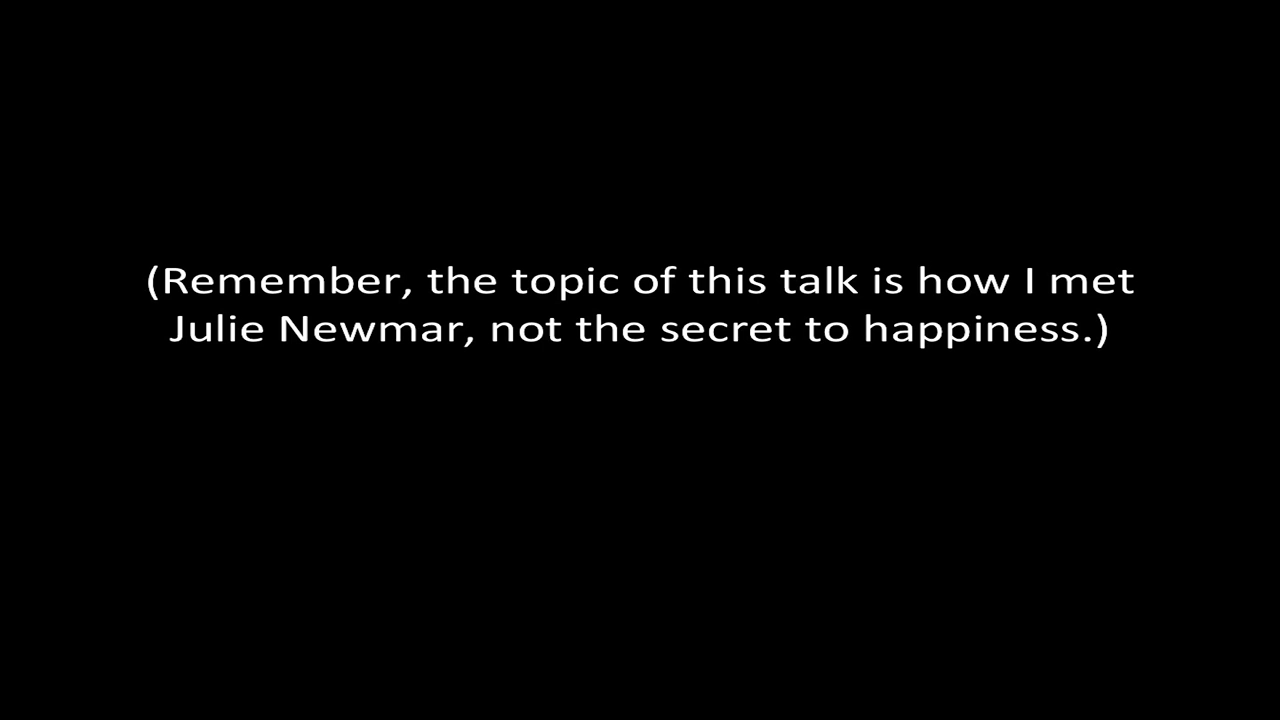 (Remember, the topic of this talk is how I met
Julie Newmar, not the secret to happiness.)